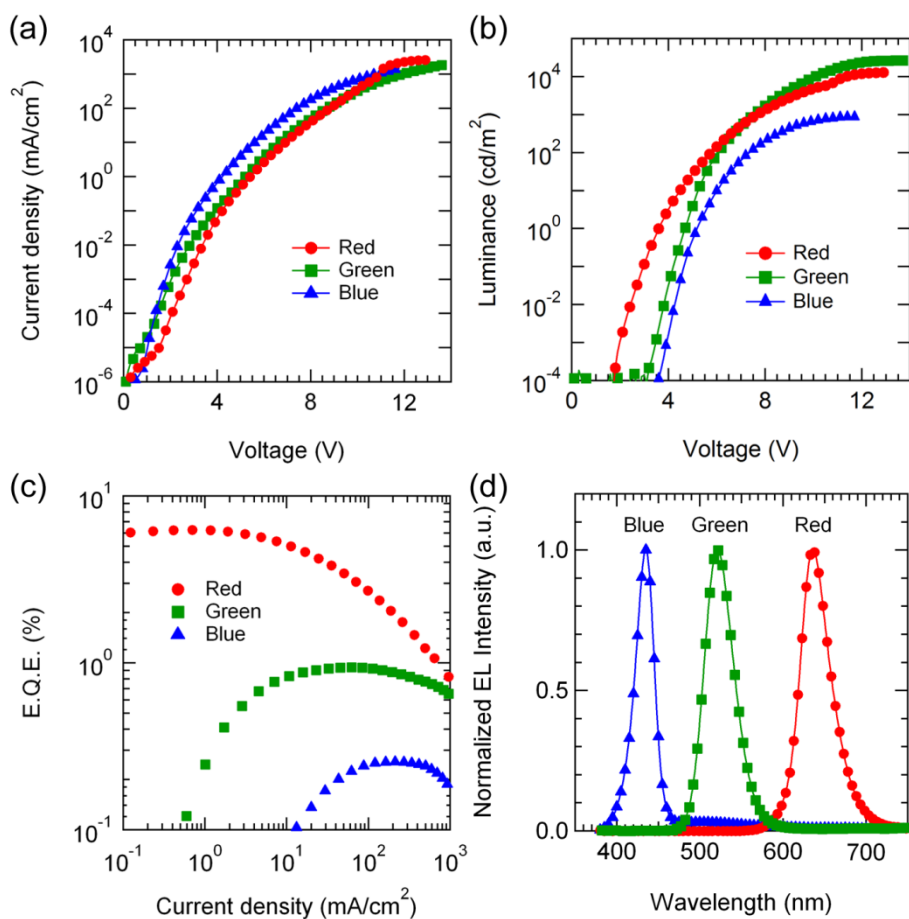 (a)
10^4
10^2
10^0
10^-2
10^-4
10^-6
Current density (mA/cm^2)
Red
Green
Blue
0
4
8
12
Voltage (V)
(b)
10^4
10^2
10^0
10^-2
10^-4
Luminance (cd/m^2)
Red
Green
Blue
0
4
8
12
Voltage (V)
(c)
10^1
10^0
10^-1
E.Q.E. (%)
Red
Green
Blue
10^-1
10^0
10^1
10^2
10^3
Current density (mA/cm^2)
(d)
Normalized EL Intensity (a.u.)
Blue Green Red
1.0
0.5
0.0
400 500 600 700
Wavelength (nm)